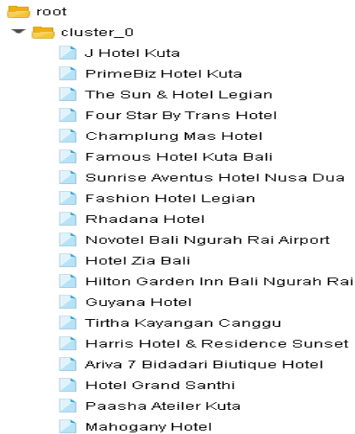 root
cluster_0
J Hotel Kuta
PrimeBiz Hotel Kuta
The Sun & Hotel Legian
Four Star By Trans Hotel
Champlung Mas Hotel
Famous Hotel Kuta Bali
Sunrise Aventus Hotel Nusa Dua
Fashion Hotel Legian
Rhadana Hotel
Novotel Bali Ngurah Rai Airport
Hotel Zia Bali
Hilton Garden Inn Bali Ngurah Rai
Guyana Hotel
Tirtha Kayangan Canggu
Harris Hotel & Residence Sunset
Ariva 7 Bidadari Biutique Hotel
Hotel Grand Santhi
Paasha Ateiler Kuta
Mahogany Hotel